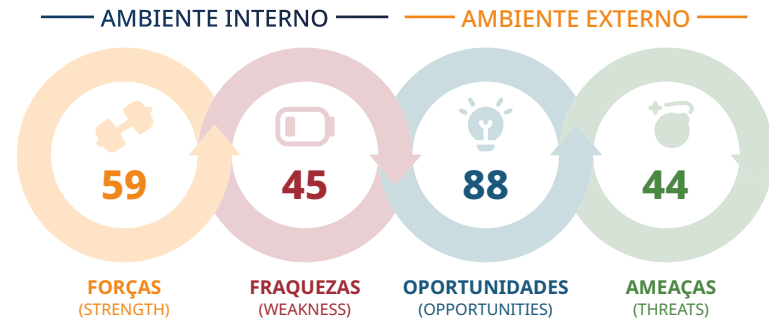 AMBIENTE INTERNO
AMBIENTE EXTERNO
59
45
88
44
FORÇAS
(STRENGTH)
FRAQUEZAS
(WEAKNESS)
OPORTUNIDADES
(OPPORTUNITIES)
AMEAÇAS
(THREATS)